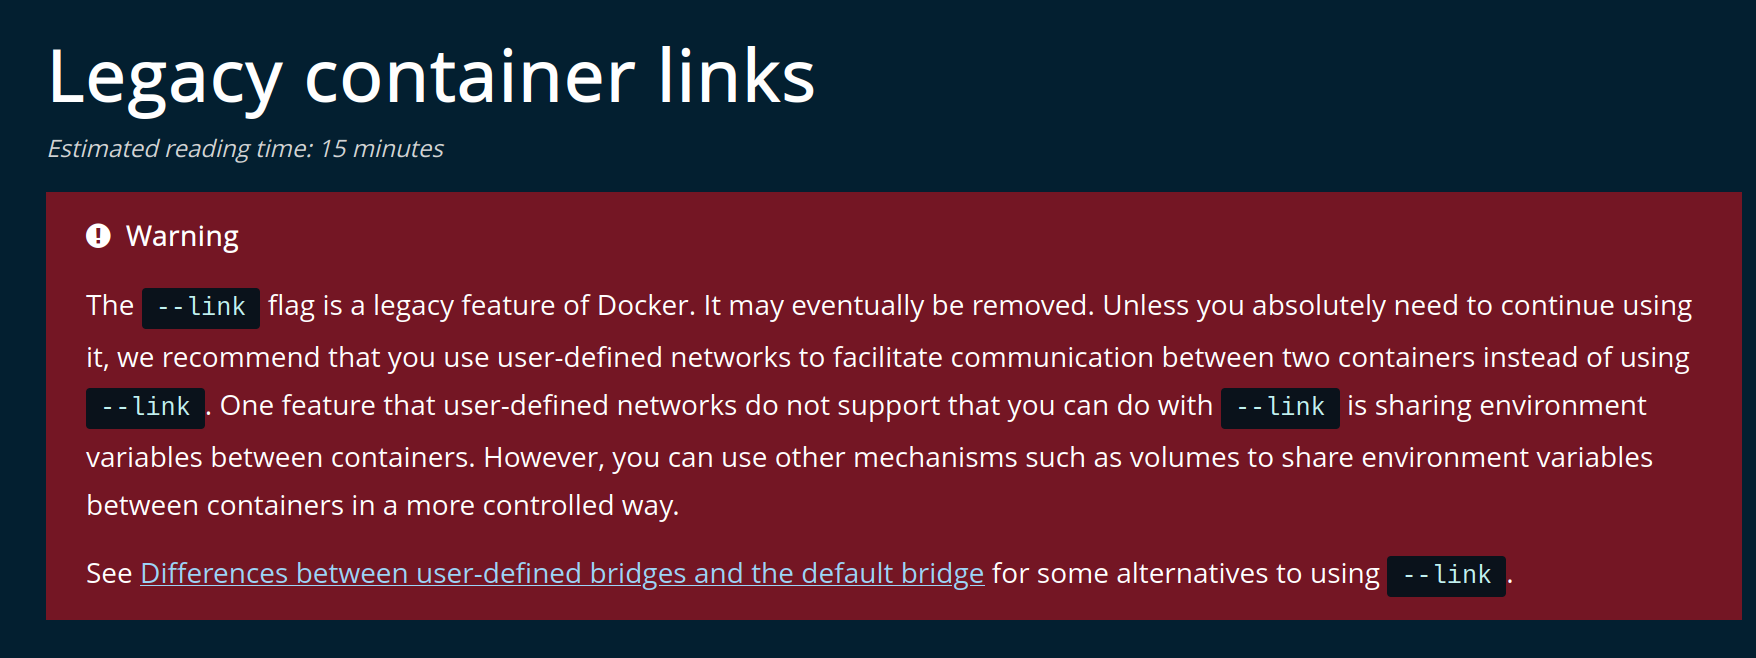 Legacy container links
Estimated reading time: 15 minutes
Warning
The --link flag is a legacy feature of Docker. It may eventually be removed. Unless you absolutely need to continue using
it, we recommend that you use user-defined networks to facilitate communication between two containers instead of using
--link. One feature that user-defined networks do not support that you can do with --link is sharing environment
variables between containers. However, you can use other mechanisms such as volumes to share environment variables
between containers in a more controlled way.
See Differences between user-defined bridges and the default bridge for some alternatives to using --link.